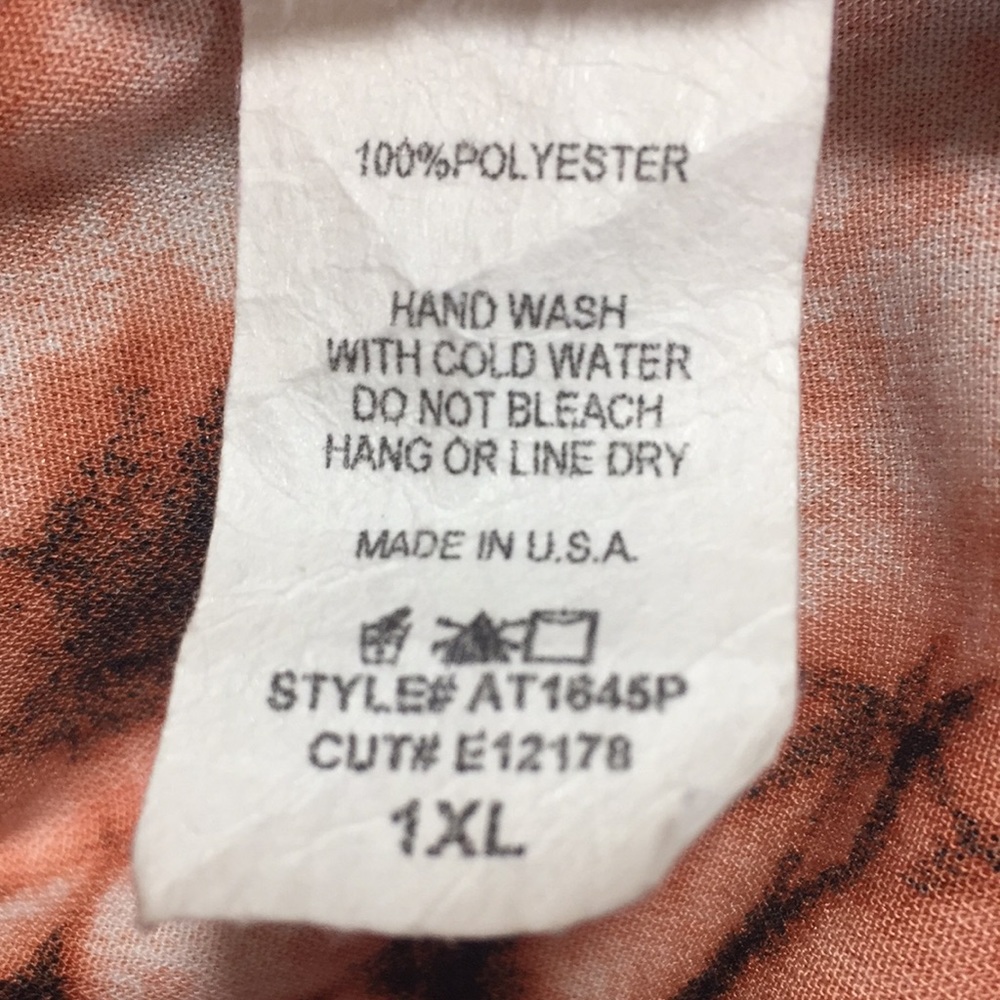 100%POLYESTER
HAND WASH
WITH COLD WATER
DO NOT BLEACH
HANG OR LINE DRY
MADE IN U.S.A.
STYLE# AT1645P
CUT# E12178
1XL